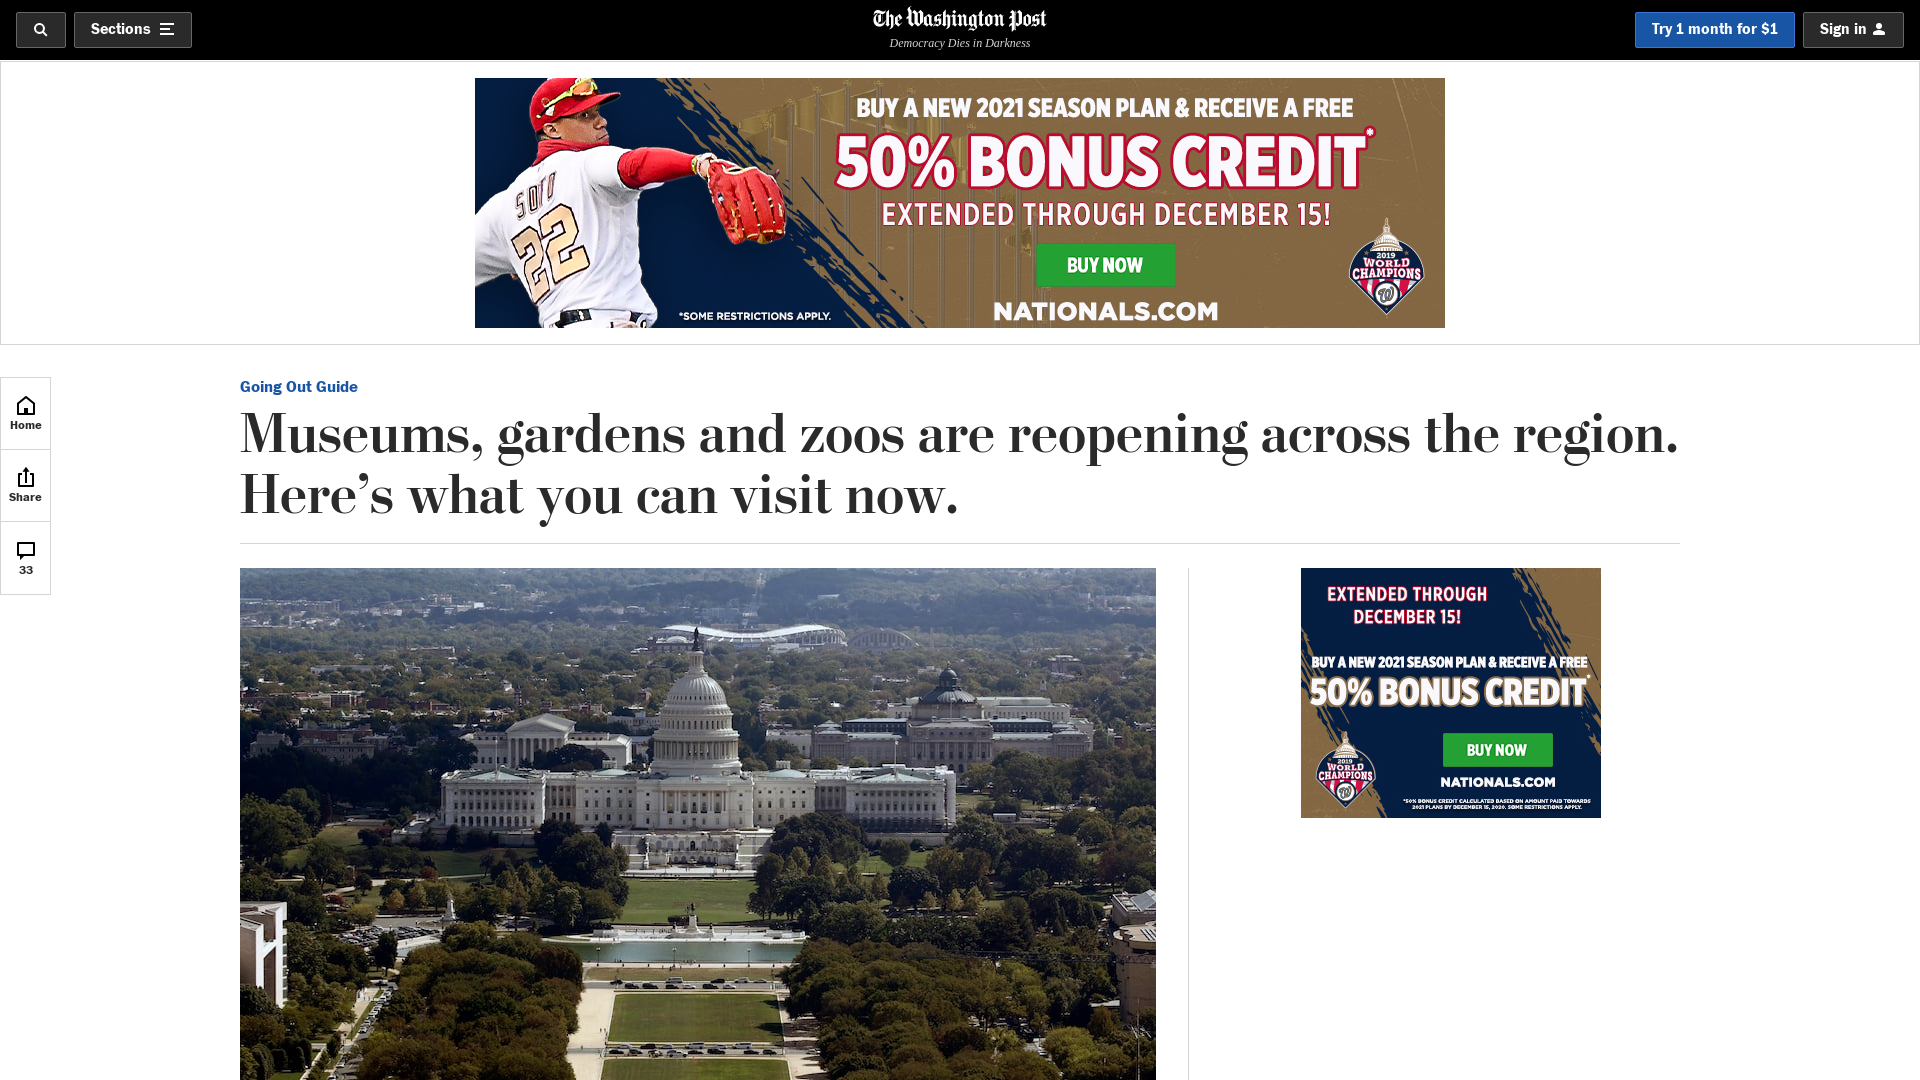 Sections
The Washington Post
Democracy Dies in Darkness
Try 1 month for $1
Sign in
BUY A NEW 2021 SEASON PLAN & RECEIVE A FREE
50% BONUS CREDIT*
EXTENDED THROUGH DECEMBER 15!
BUY NOW
NATIONALS.COM
*SOME RESTRICTIONS APPLY.
SOTO
22
2019
WORLD
CHAMPIONS
W
Home
Share
33
Going Out Guide
Museums, gardens and zoos are reopening across the region.
Here’s what you can visit now.
EXTENDED THROUGH
DECEMBER 15!
BUY A NEW 2021 SEASON PLAN & RECEIVE A FREE
50% BONUS CREDIT*
BUY NOW
NATIONALS.COM
2019
WORLD
CHAMPIONS
W
*50% BONUS CREDIT CALCULATED BASED ON AMOUNT PAID TOWARDS
2021 PLANS BY DECEMBER 15, 2020. SOME RESTRICTIONS APPLY.